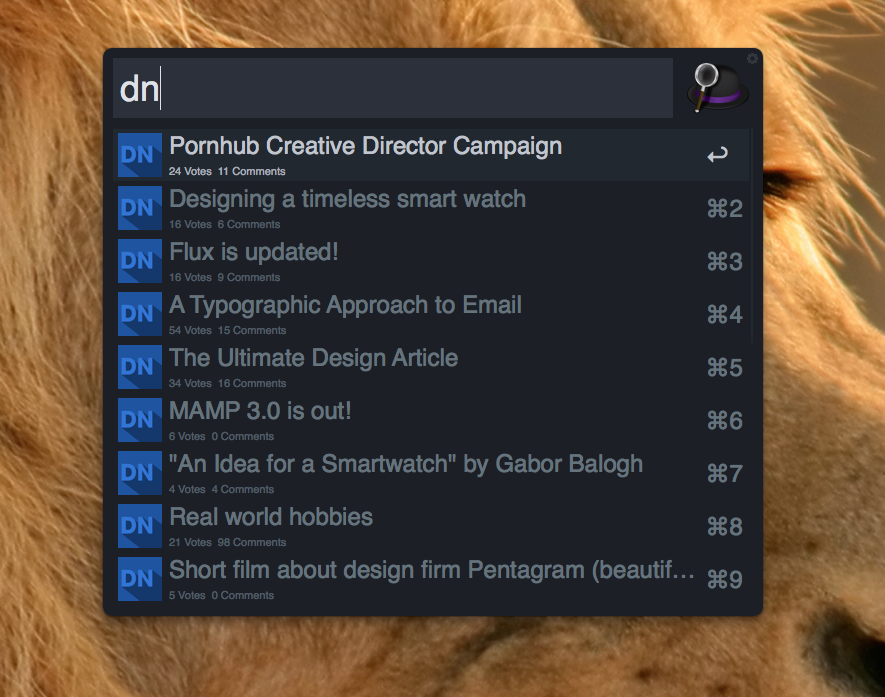 dn
DN Pornhub Creative Director Campaign
24 Votes 11 Comments
DN Designing a timeless smart watch ⌘2
16 Votes 6 Comments
DN Flux is updated! ⌘3
16 Votes 9 Comments
DN A Typographic Approach to Email ⌘4
54 Votes 15 Comments
DN The Ultimate Design Article ⌘5
34 Votes 16 Comments
DN MAMP 3.0 is out! ⌘6
6 Votes 0 Comments
DN "An Idea for a Smartwatch" by Gabor Balogh ⌘7
4 Votes 4 Comments
DN Real world hobbies ⌘8
21 Votes 98 Comments
DN Short film about design firm Pentagram (beautif… ⌘9
5 Votes 0 Comments